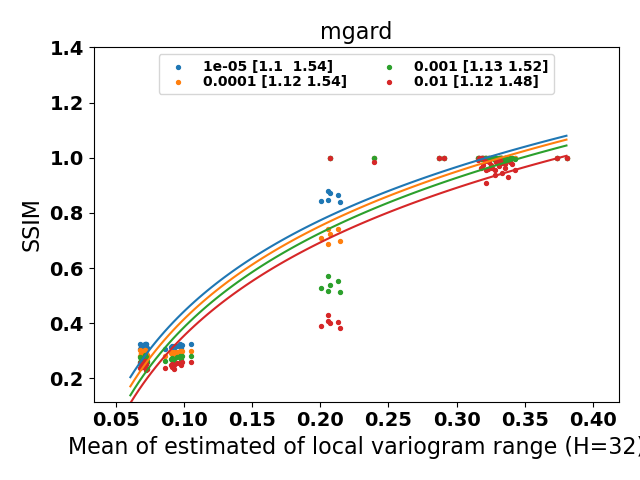 mgard
1.4
1.2
1.0
0.8
0.6
0.4
0.2
SSIM
1e-05 [1.1  1.54]
0.0001 [1.12 1.54]
0.001 [1.13 1.52]
0.01 [1.12 1.48]
0.05 0.10 0.15 0.20 0.25 0.30 0.35 0.40
Mean of estimated of local variogram range (H=32)